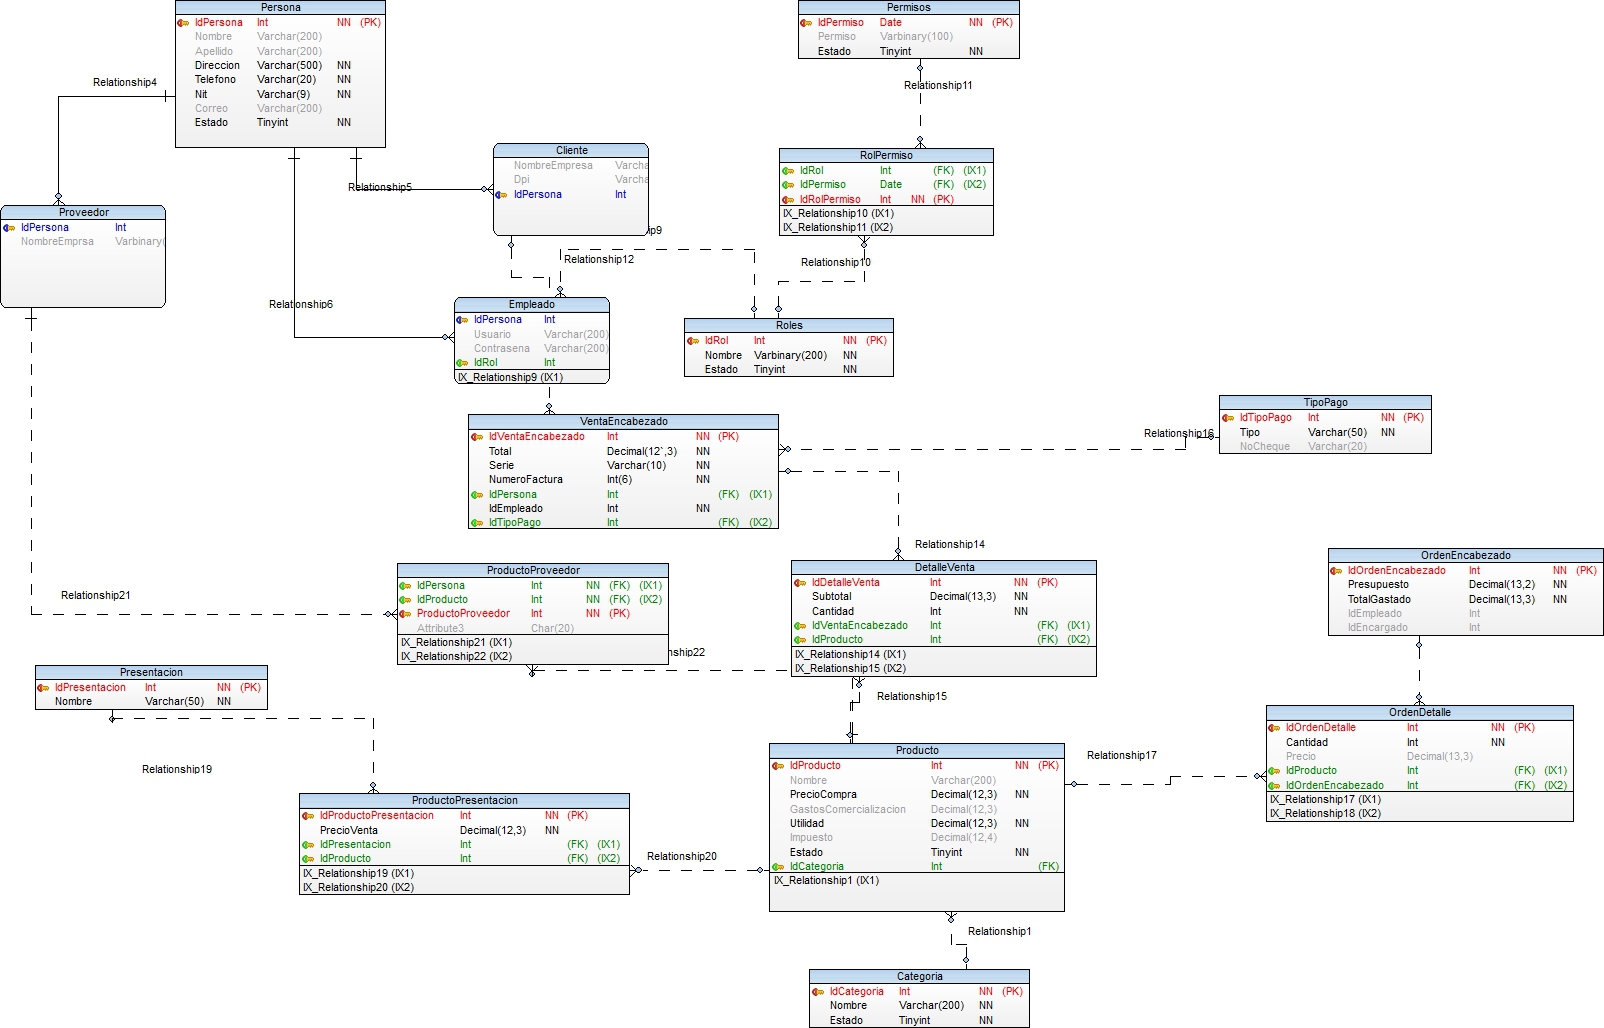 Persona
IdPersona Int NN (PK)
Nombre Varchar(200)
Apellido Varchar(200)
Direccion Varchar(500) NN
Telefono Varchar(20) NN
Nit Varchar(9) NN
Correo Varchar(200)
Estado Tinyint NN
Permisos
IdPermiso Date NN (PK)
Permiso Varbinary(100)
Estado Tinyint NN
Relationship4
Relationship11
Cliente
NombreEmpresa Varcha
Dpi Varcha
IdPersona Int
RolPermiso
IdRol Int (FK) (IX1)
IdPermiso Date (FK) (IX2)
IdRolPermiso Int NN (PK)
IX_Relationship10 (IX1)
IX_Relationship11 (IX2)
Relationship5
Proveedor
IdPersona Int
NombreEmprsa Varbinary(
ip9
Relationship12
Relationship10
Relationship6
Empleado
IdPersona Int
Usuario Varchar(200)
Contrasena Varchar(200)
IdRol Int
IX_Relationship9 (IX1)
Roles
IdRol Int NN (PK)
Nombre Varbinary(200) NN
Estado Tinyint NN
VentaEncabezado
IdVentaEncabezado Int NN (PK)
Total Decimal(12`,3) NN
Serie Varchar(10) NN
NumeroFactura Int(6) NN
IdPersona Int (FK) (IX1)
IdEmpleado Int NN
IdTipoPago Int (FK) (IX2)
TipoPago
IdTipoPago Int NN (PK)
Tipo Varchar(50) NN
NoCheque Varchar(20)
Relationship16
Relationship14
ProductoProveedor
IdPersona Int NN (FK) (IX1)
IdProducto Int NN (FK) (IX2)
ProductoProveedor Int NN (PK)
Attribute3 Char(20)
IX_Relationship21 (IX1)
IX_Relationship22 (IX2)
DetalleVenta
IdDetalleVenta Int NN (PK)
Subtotal Decimal(13,3) NN
Cantidad Int NN
IdVentaEncabezado Int (FK) (IX1)
IdProducto Int (FK) (IX2)
IX_Relationship14 (IX1)
IX_Relationship15 (IX2)
OrdenEncabezado
IdOrdenEncabezado Int NN (PK)
Presupuesto Decimal(13,2) NN
TotalGastado Decimal(13,3) NN
IdEmpleado Int
IdEncargado Int
Relationship21
nship22
Presentacion
IdPresentacion Int NN (PK)
Nombre Varchar(50) NN
Relationship15
OrdenDetalle
IdOrdenDetalle Int NN (PK)
Cantidad Int NN
Precio Decimal(13,3)
IdProducto Int (FK) (IX1)
IdOrdenEncabezado Int (FK) (IX2)
IX_Relationship17 (IX1)
IX_Relationship18 (IX2)
Producto
IdProducto Int NN (PK)
Nombre Varchar(200)
PrecioCompra Decimal(12,3) NN
GastosComercializacion Decimal(12,3)
Utilidad Decimal(12,3) NN
Impuesto Decimal(12,4)
Estado Tinyint NN
IdCategoria Int (FK)
IX_Relationship1 (IX1)
Relationship17
Relationship19
ProductoPresentacion
IdProductoPresentacion Int NN (PK)
PrecioVenta Decimal(12,3) NN
IdPresentacion Int (FK) (IX1)
IdProducto Int (FK) (IX2)
IX_Relationship19 (IX1)
IX_Relationship20 (IX2)
Relationship20
Relationship1
Categoria
IdCategoria Int NN (PK)
Nombre Varchar(200) NN
Estado Tinyint NN